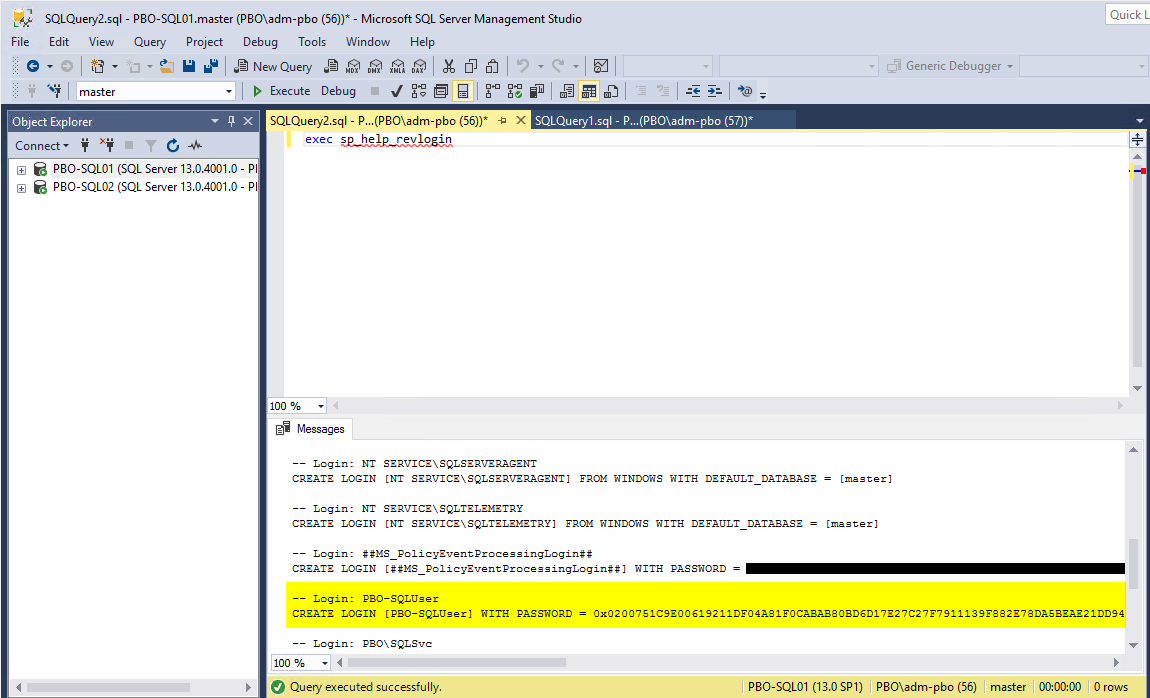 SQLQuery2.sql - PBO-SQL01.master (PBO\adm-pbo (56))* - Microsoft SQL Server Management Studio
Quick L
File Edit View Query Project Debug Tools Window Help
New Query MDX DMX XMLA DAX Generic Debugger
master Execute Debug
Object Explorer
Connect
PBO-SQL01 (SQL Server 13.0.4001.0 - P
PBO-SQL02 (SQL Server 13.0.4001.0 - P
SQLQuery2.sql - P...(PBO\adm-pbo (56))* SQLQuery1.sql - P...(PBO\adm-pbo (57))*
exec sp_help_revlogin
100 %
Messages
-- Login: NT SERVICE\SQLSERVERAGENT
CREATE LOGIN [NT SERVICE\SQLSERVERAGENT] FROM WINDOWS WITH DEFAULT_DATABASE = [master]
-- Login: NT SERVICE\SQLTELEMETRY
CREATE LOGIN [NT SERVICE\SQLTELEMETRY] FROM WINDOWS WITH DEFAULT_DATABASE = [master]
-- Login: ##MS_PolicyEventProcessingLogin##
CREATE LOGIN [##MS_PolicyEventProcessingLogin##] WITH PASSWORD =
-- Login: PBO-SQLUser
CREATE LOGIN [PBO-SQLUser] WITH PASSWORD = 0x0200751C9E00619211DF04A81F0CABAB80BD6D17E27C27F7911139F882E78DA5BEAE21DD94
-- Login: PBO\SQLSvc
100 %
Query executed successfully. PBO-SQL01 (13.0 SP1) PBO\adm-pbo (56) master 00:00:00 0 rows